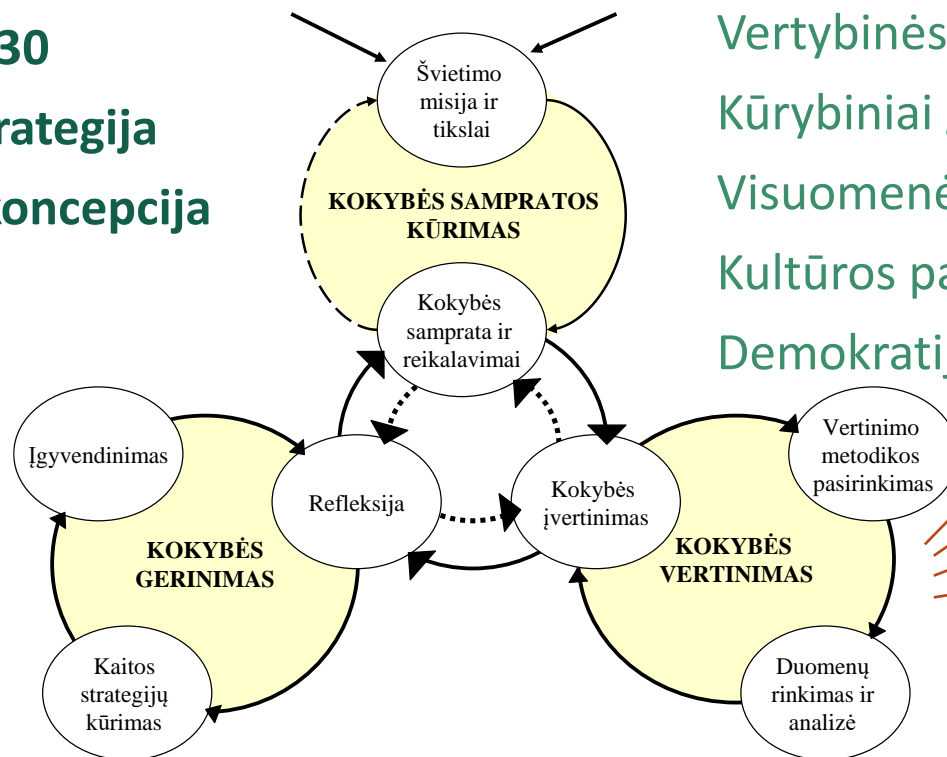 30
rategija
koncepcija
Vertybinės
Kūrybiniai
Visuomenė
Kultūros pa
Demokratij
Švietimo
misija ir
tikslai
KOKYBĖS SAMPRATOS
KŪRIMAS
Kokybės
samprata ir
reikalavimai
Įgyvendinimas
Refleksija
KOKYBĖS
GERINIMAS
Kaitos
strategijų
kūrimas
Kokybės
įvertinimas
Vertinimo
metodikos
pasirinkimas
KOKYBĖS
VERTINIMAS
Duomenų
rinkimas ir
analizė